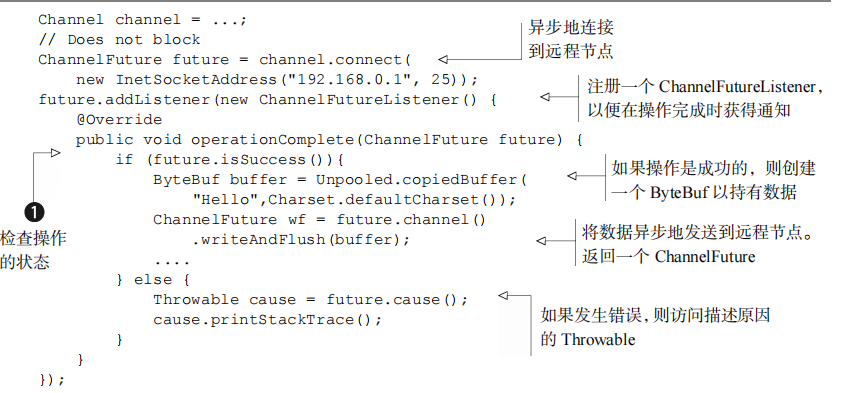 Channel channel = ...;
// Does not block
ChannelFuture future = channel.connect(
new InetSocketAddress("192.168.0.1", 25));
异步地连接
到远程节点
future.addListener(new ChannelFutureListener() {
注册一个 ChannelFutureListener,
以便在操作完成时获得通知
@Override
public void operationComplete(ChannelFuture future) {
❶
检查操作
的状态
if (future.isSuccess()){
ByteBuf buffer = Unpooled.copiedBuffer(
"Hello",Charset.defaultCharset());
如果操作是成功的，则创建
一个 ByteBuf 以持有数据
ChannelFuture wf = future.channel()
.writeAndFlush(buffer);
将数据异步地发送到远程节点。
返回一个 ChannelFuture
....
} else {
Throwable cause = future.cause();
cause.printStackTrace();
如果发生错误，则访问描述原因
的 Throwable
}
}
});